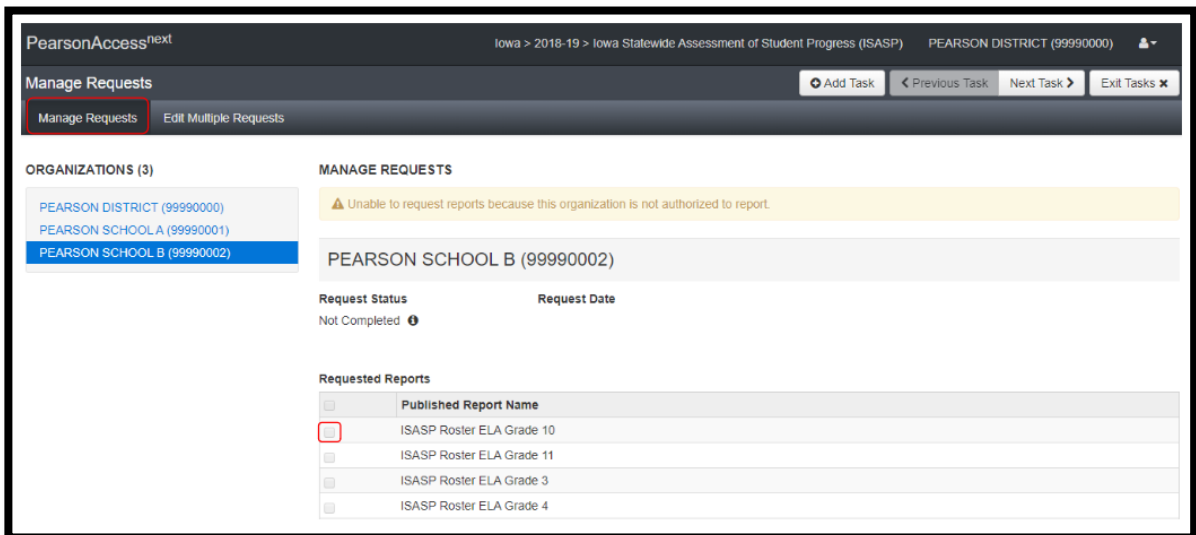 PearsonAccessnext
Iowa > 2018-19 > Iowa Statewide Assessment of Student Progress (ISASP) PEARSON DISTRICT (99990000)
Manage Requests
Add Task Previous Task Next Task Exit Tasks
Manage Requests Edit Multiple Requests
ORGANIZATIONS (3)
PEARSON DISTRICT (99990000)
PEARSON SCHOOL A (99990001)
PEARSON SCHOOL B (99990002)
MANAGE REQUESTS
Unable to request reports because this organization is not authorized to report.
PEARSON SCHOOL B (99990002)
Request Status Request Date
Not Completed
Requested Reports
Published Report Name
ISASP Roster ELA Grade 10
ISASP Roster ELA Grade 11
ISASP Roster ELA Grade 3
ISASP Roster ELA Grade 4